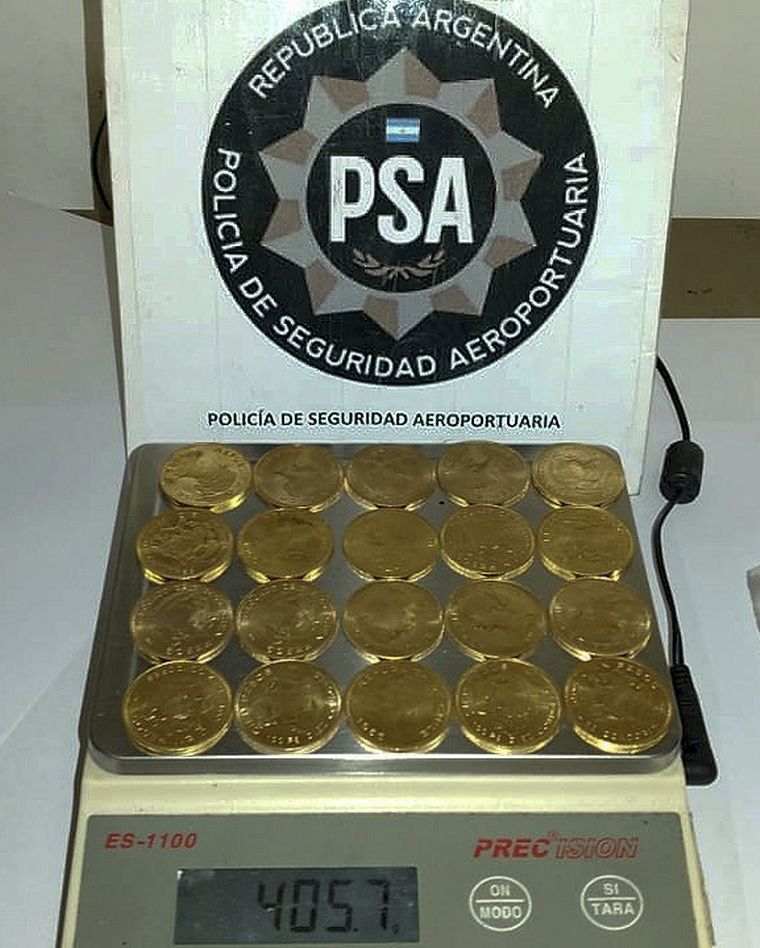 REPUBLICA ARGENTINA
PSA
POLICIA DE SEGURIDAD AEROPORTUARIA
POLICÍA DE SEGURIDAD AEROPORTUARIA
ES-1100
PRECISION
405.7
ON
MODO
SI
TARA